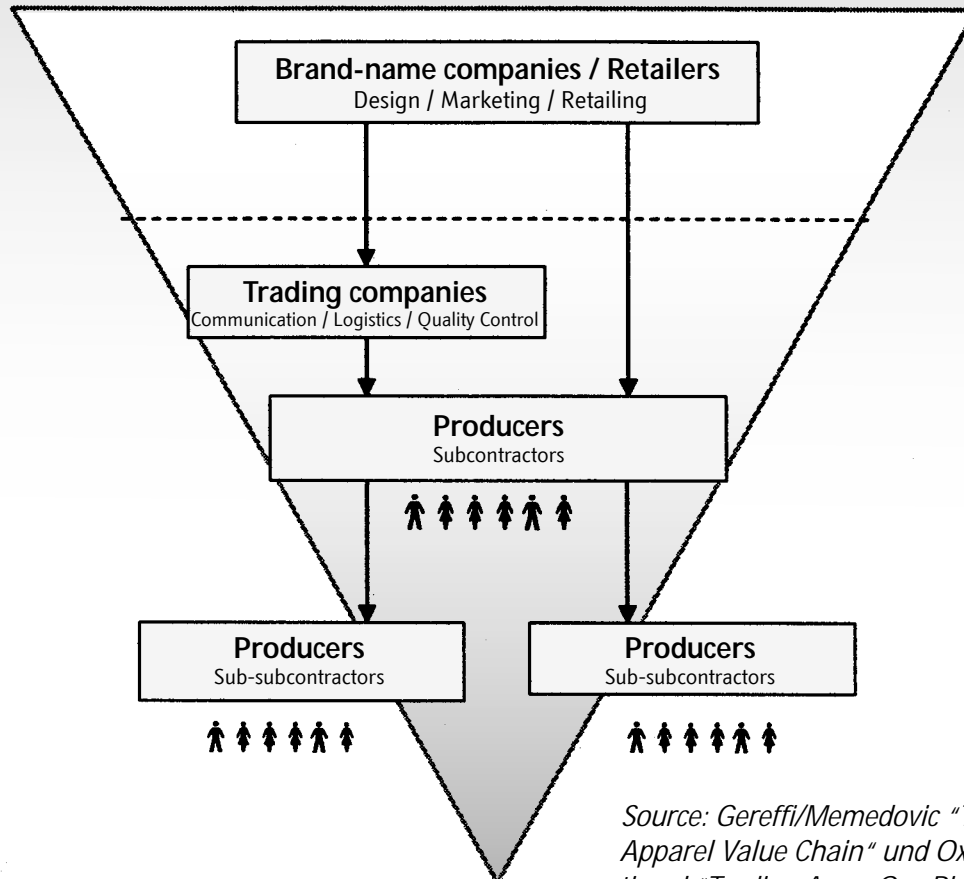 Brand-name companies / Retailers
Design / Marketing / Retailing
Trading companies
Communication / Logistics / Quality Control
Producers
Subcontractors
Producers
Sub-subcontractors
Producers
Sub-subcontractors
Source: Gereffi/Memedovic "
Apparel Value Chain" und